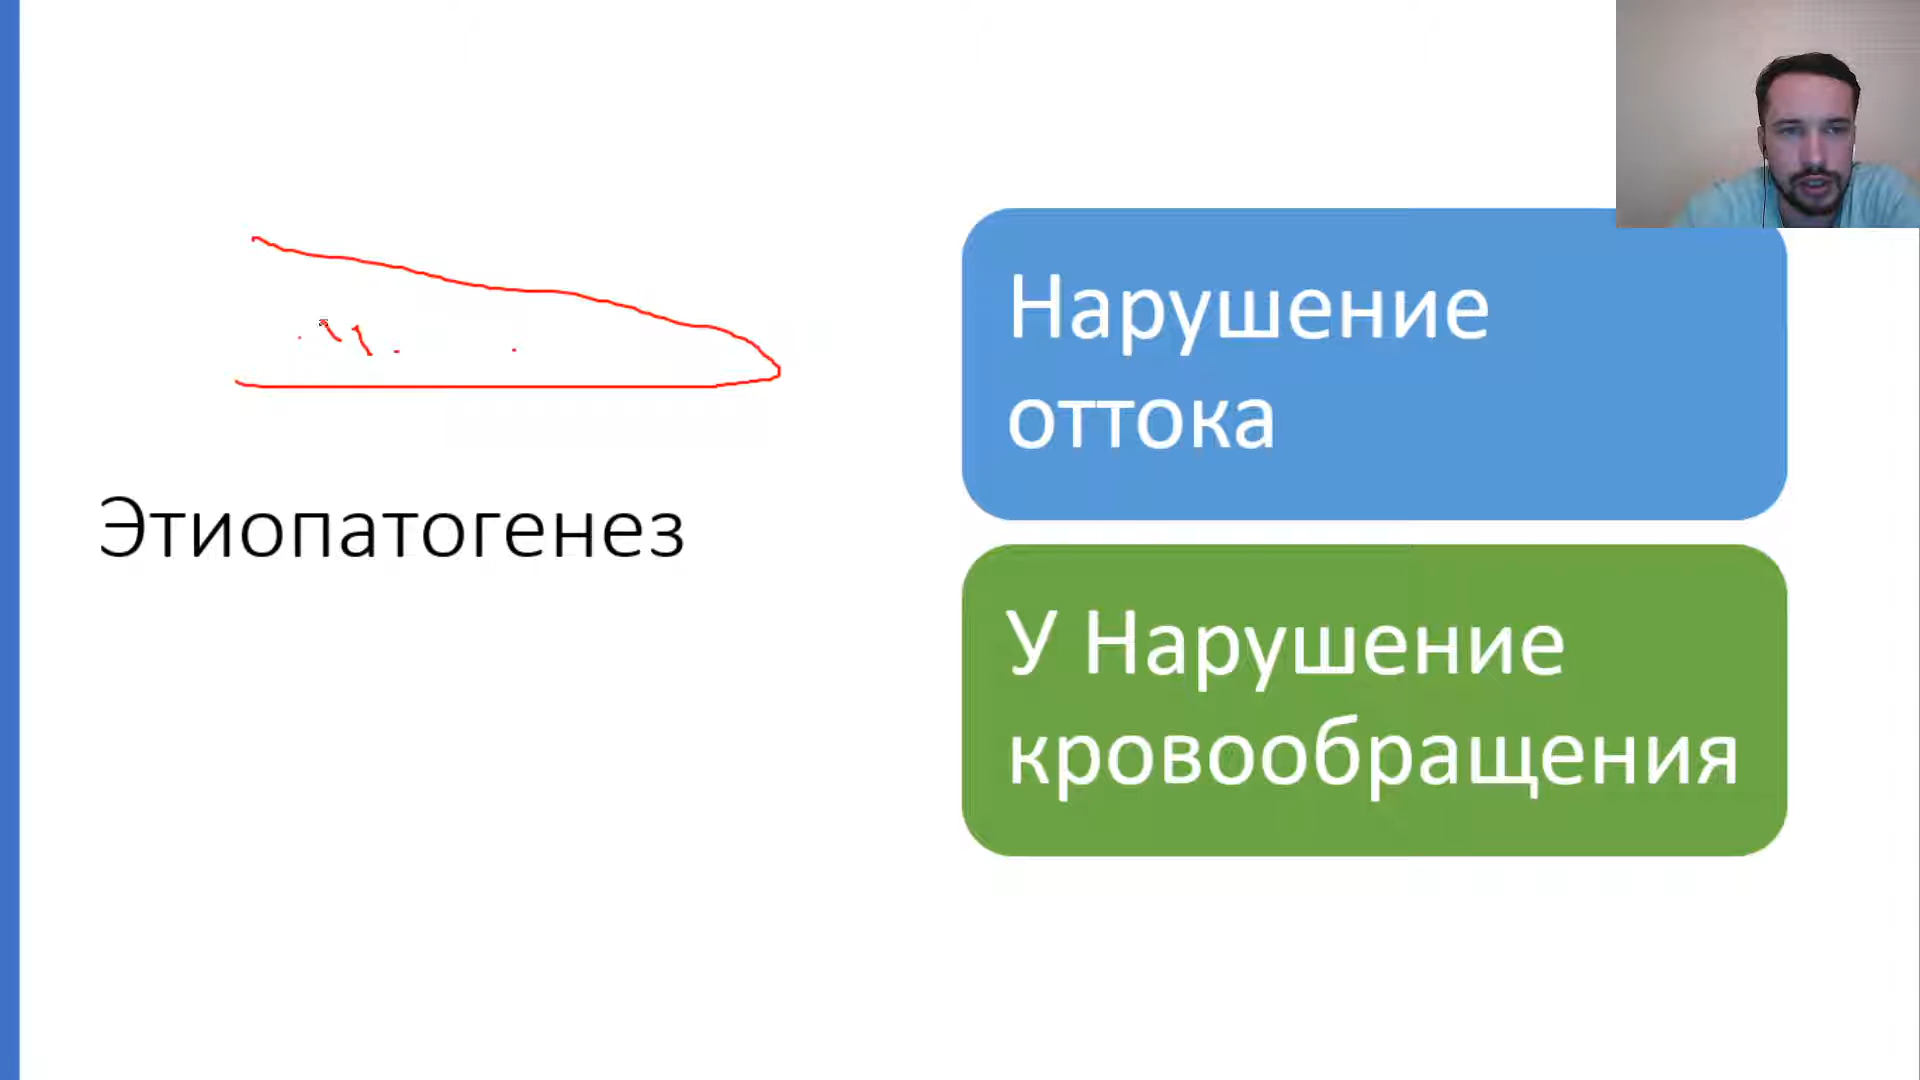 Этиопатогенез
Нарушение
оттока
У Нарушение
кровообращения